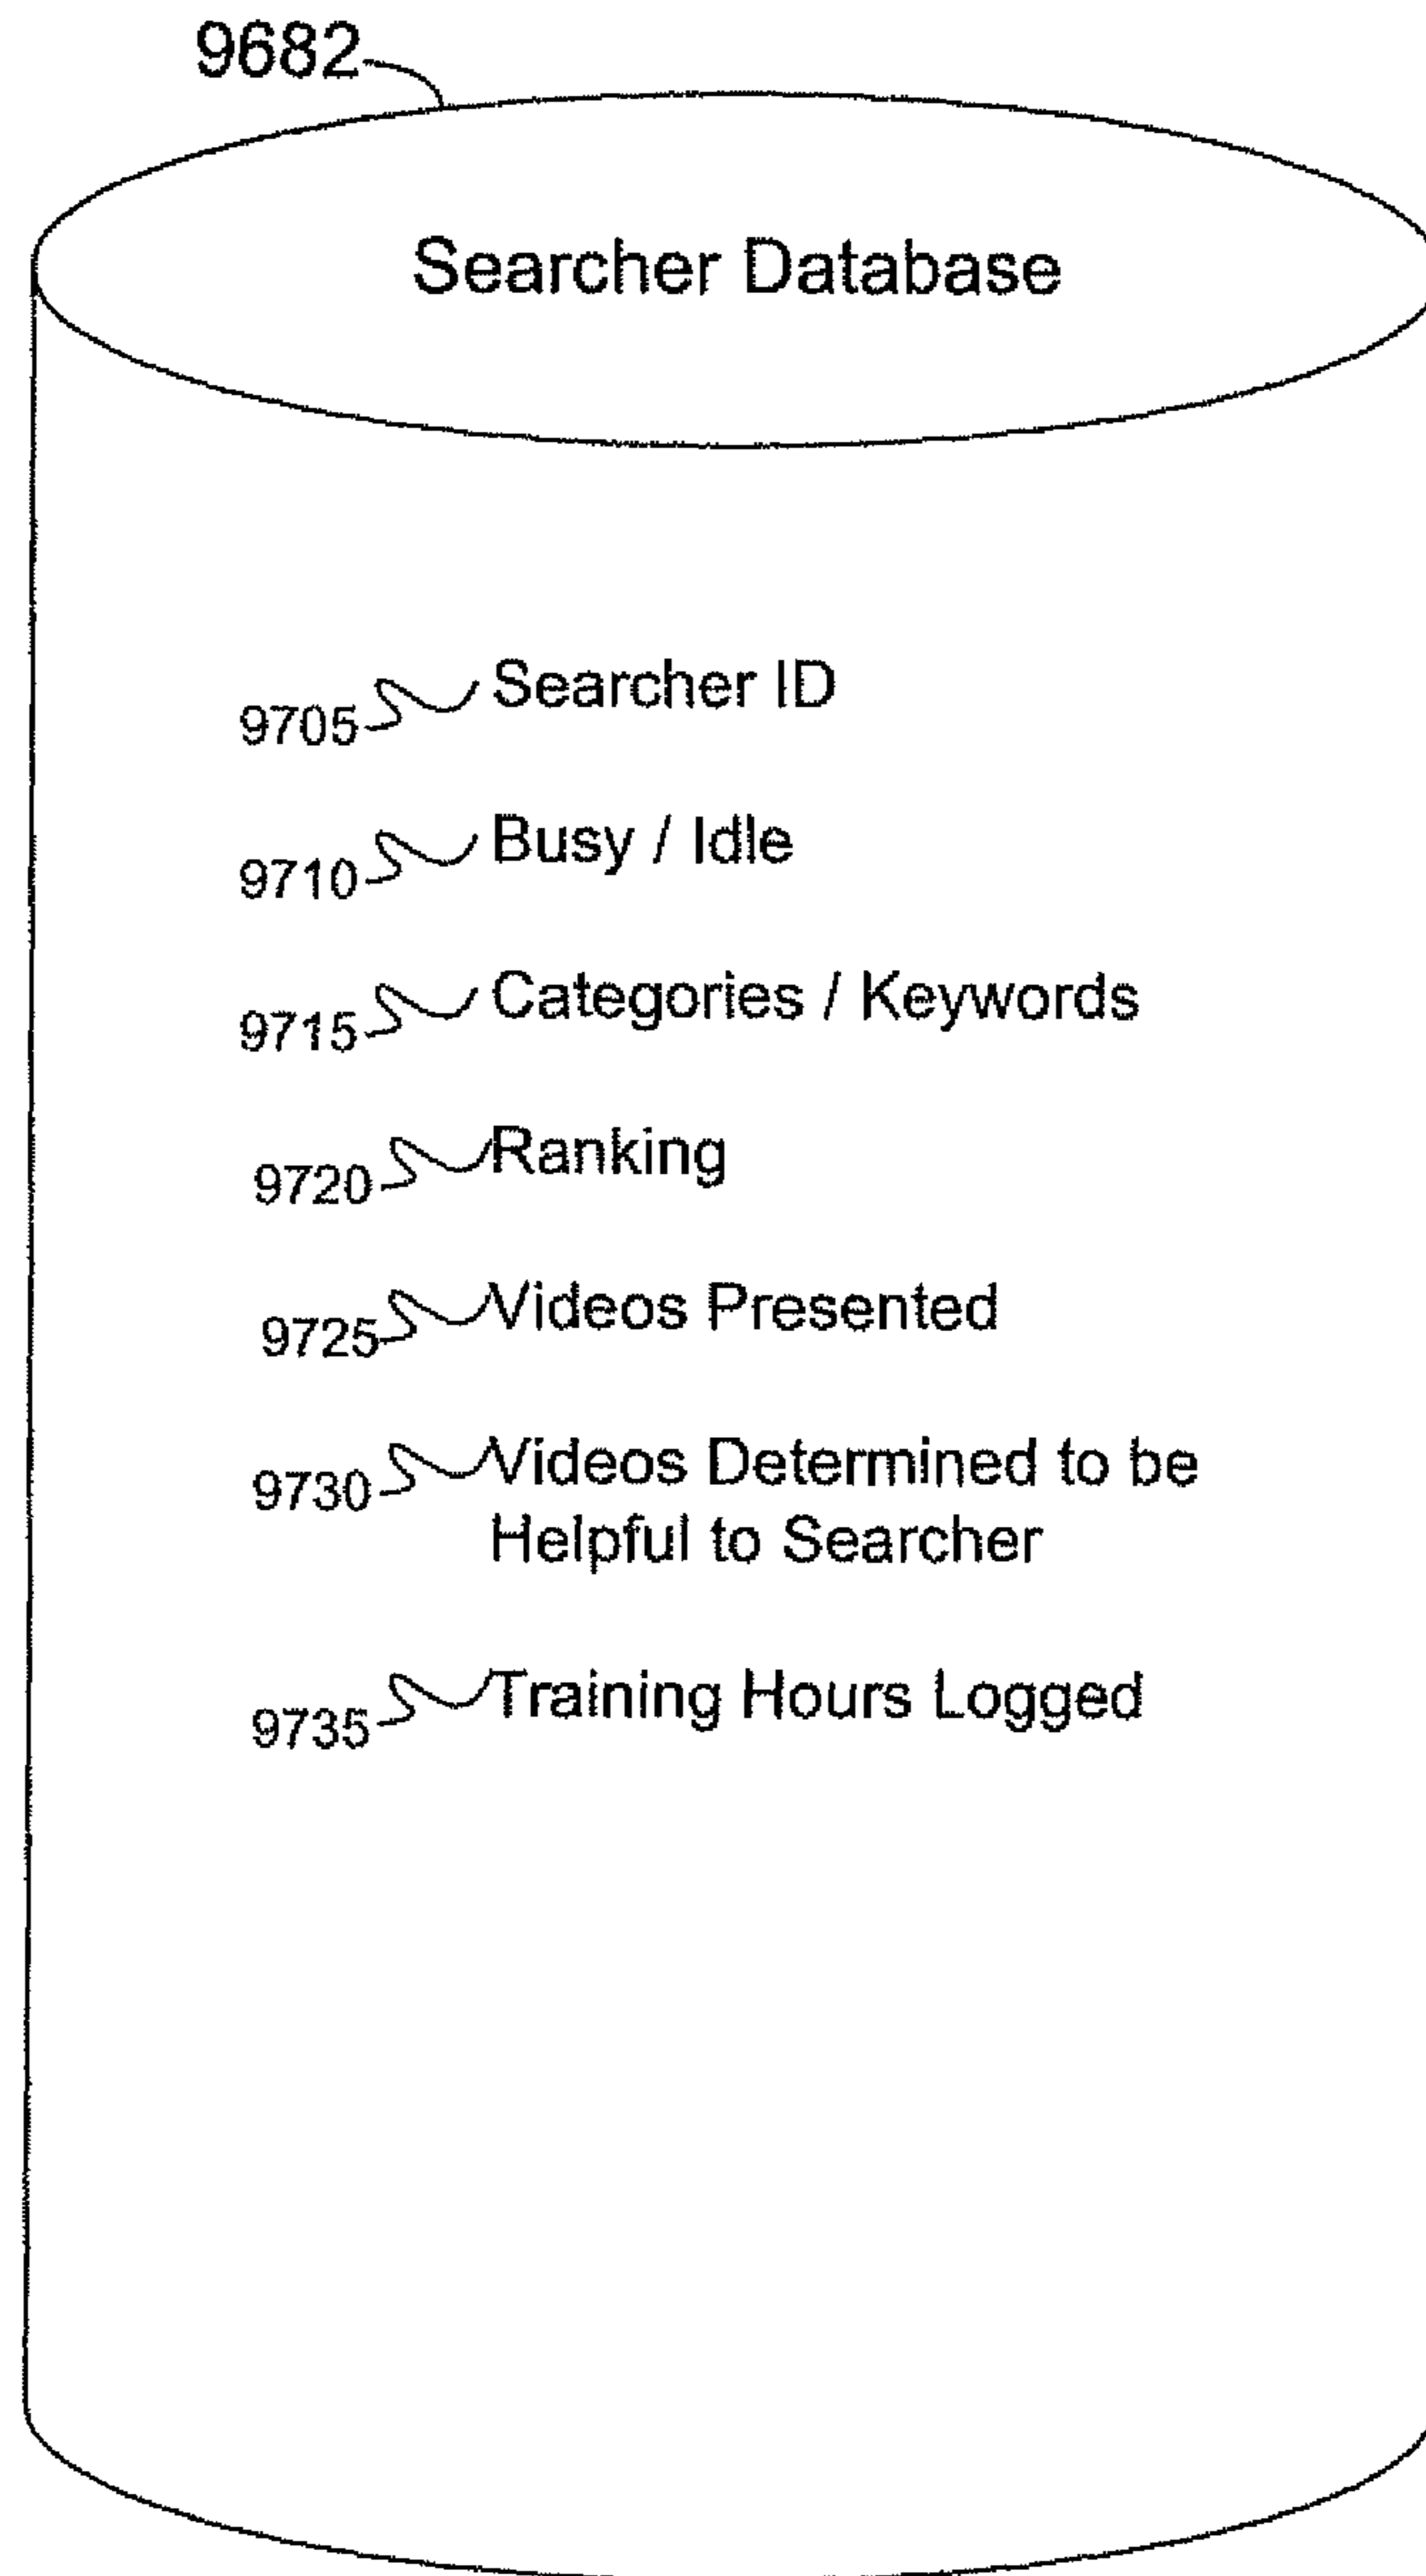 9682
Searcher Database
9705 Searcher ID
9710 Busy / Idle
9715 Categories / Keywords
9720 Ranking
9725 Videos Presented
9730 Videos Determined to be
Helpful to Searcher
9735 Training Hours Logged